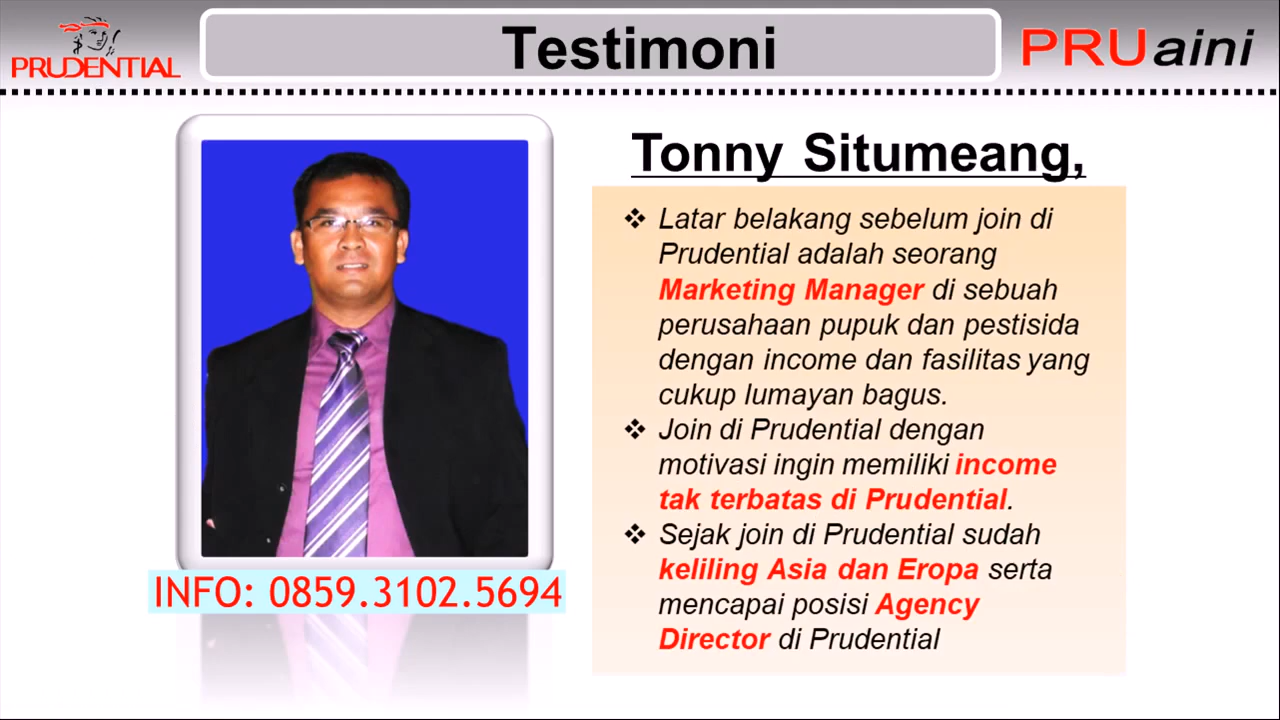 Testimoni
PRUDENTIAL
PRUaini
Tonny Situmeang,
❖ Latar belakang sebelum join di
Prudential adalah seorang
Marketing Manager di sebuah
perusahaan pupuk dan pestisida
dengan income dan fasilitas yang
cukup lumayan bagus.
❖ Join di Prudential dengan
motivasi ingin memiliki income
tak terbatas di Prudential.
❖ Sejak join di Prudential sudah
keliling Asia dan Eropa serta
mencapai posisi Agency
Director di Prudential
INFO: 0859.3102.5694